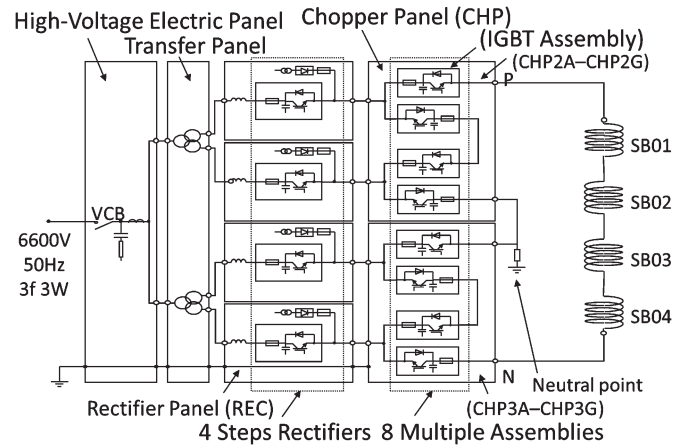 High-Voltage Electric Panel
Transfer Panel
Chopper Panel (CHP)
(IGBT Assembly)
(CHP2A–CHP2G)
P
SB01
VCB
SB02
6600V
50Hz
3f 3W
SB03
SB04
N
Neutral point
Rectifier Panel (REC)
(CHP3A–CHP3G)
4 Steps Rectifiers
8 Multiple Assemblies